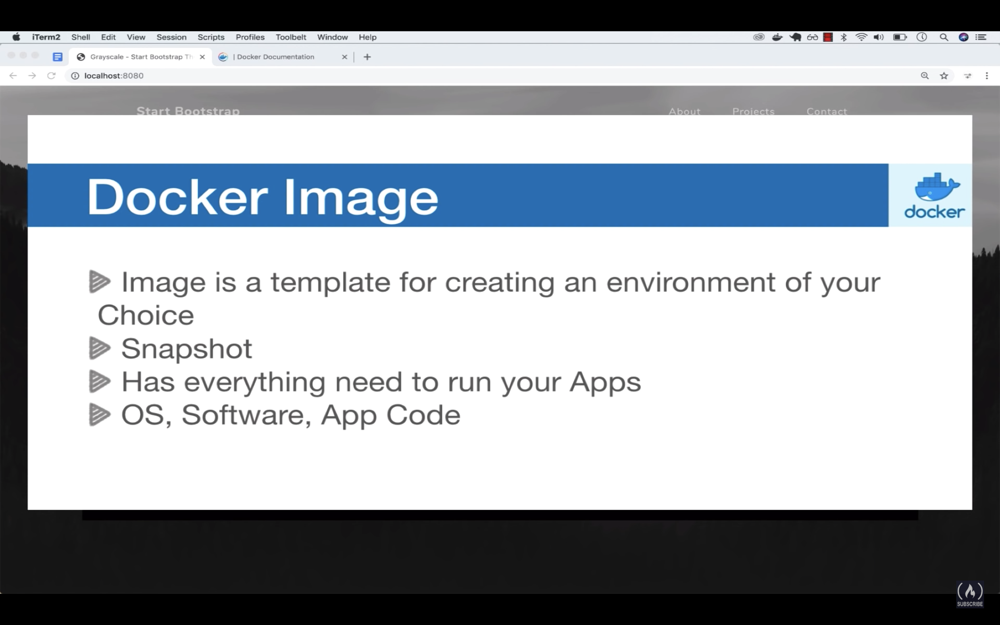 iTerm2 Shell Edit View Session Scripts Profiles Toolbelt Window Help
Grayscale - Start Bootstrap Th | Docker Documentation
localhost:8080
Start Bootstrap About Projects Contact
Docker Image
docker
Image is a template for creating an environment of your
Choice
Snapshot
Has everything need to run your Apps
OS, Software, App Code
SUBSCRIBE